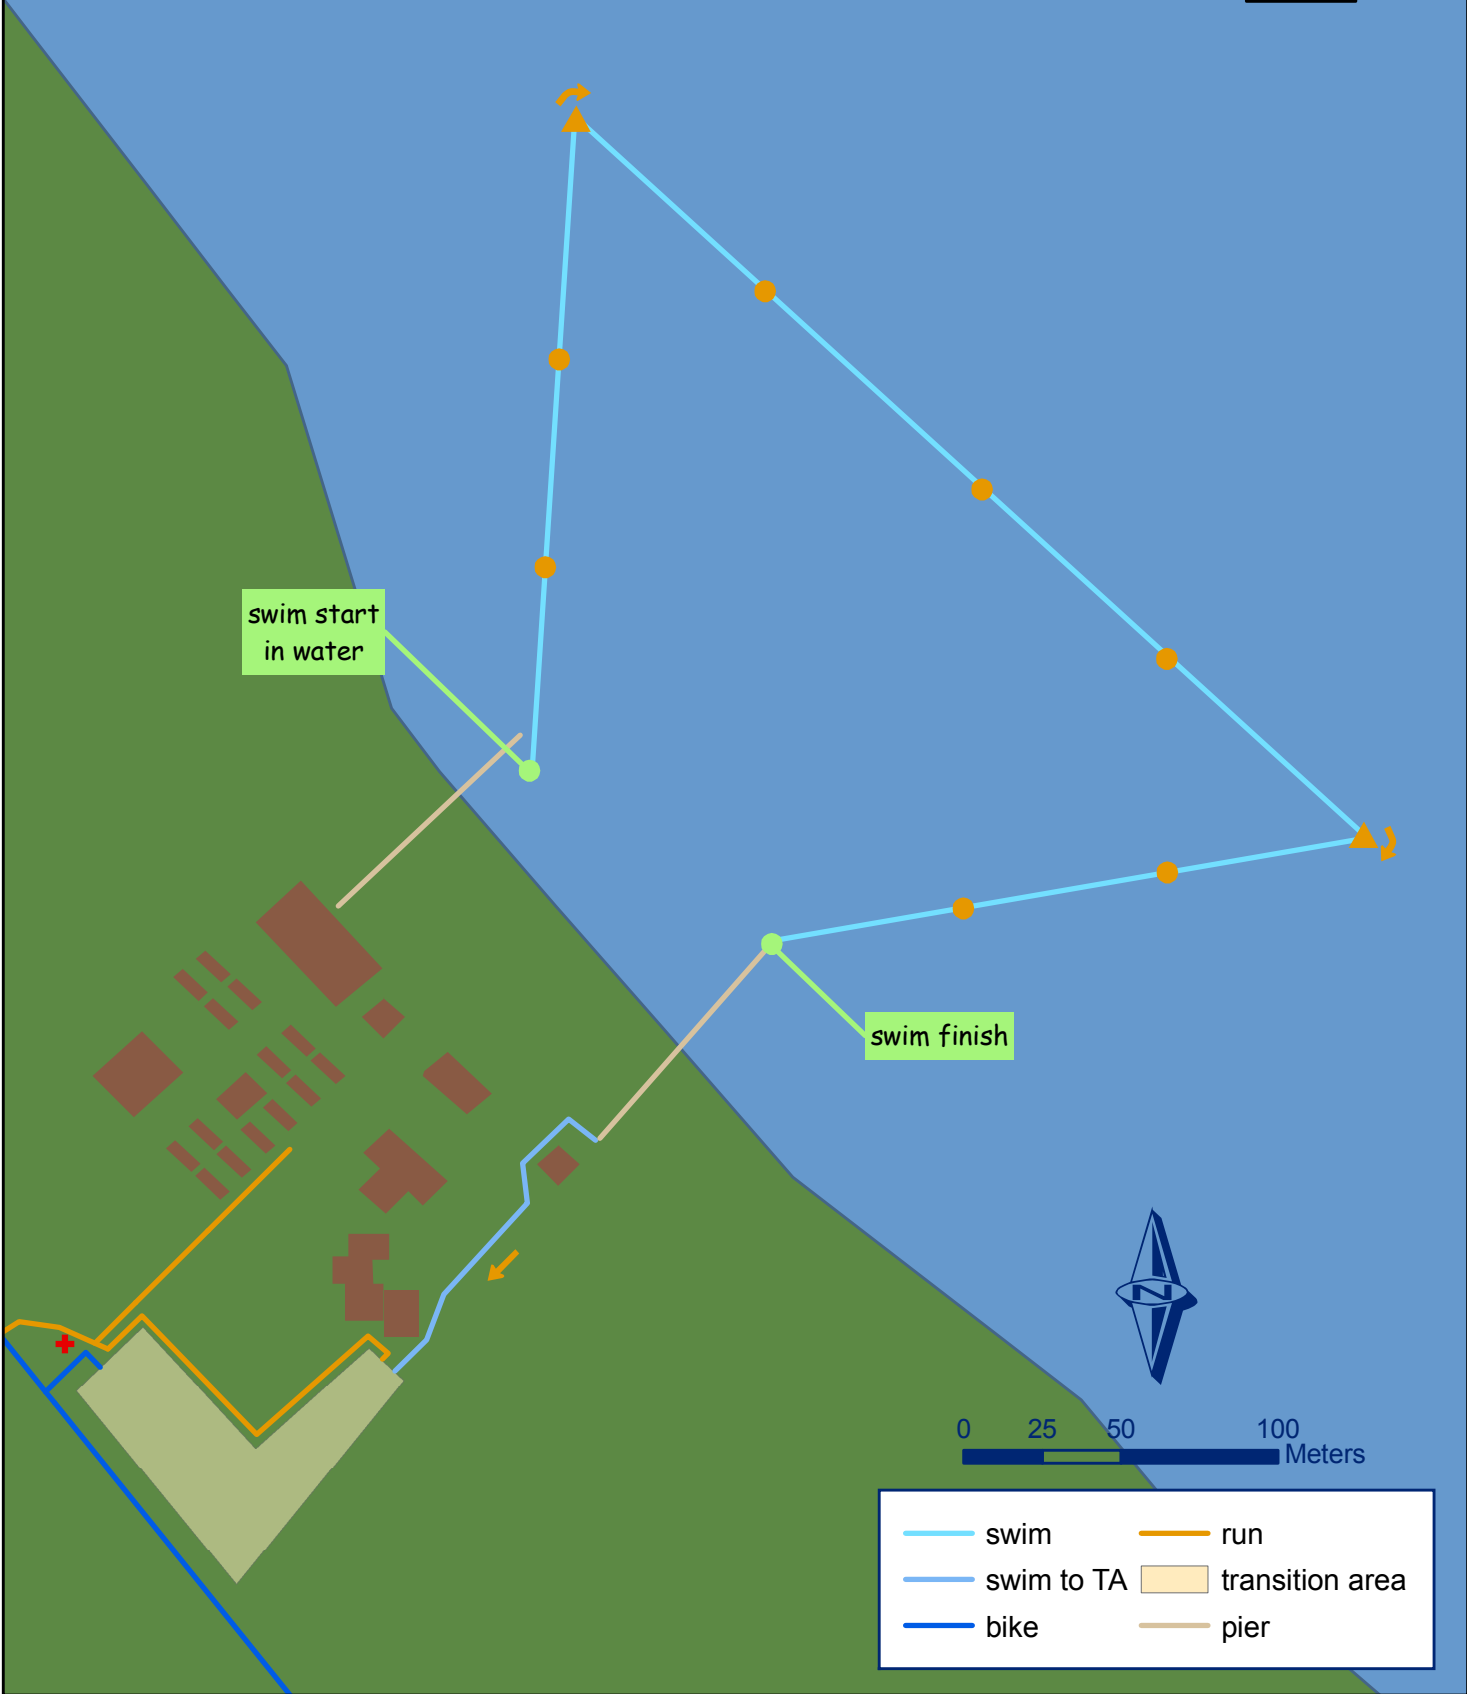 swim start
in water
swim finish
N
0 25 50 100
Meters
swim
run
swim to TA
transition area
bike
pier